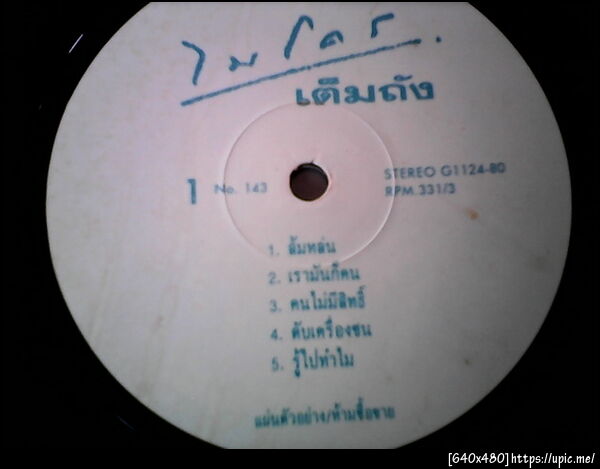 ไมโคร
เติมถัง
1 No. 143
STEREO G1124-80
RPM.331/3
1. ล้มหล่น
2. เรามันก็คน
3. คนไม่มีสิทธิ์
4. ดับเครื่องชน
5. รู้ไปทำไม
แผ่นตัวอย่าง/ห้ามซื้อขาย
[640x480]https://upic.me/